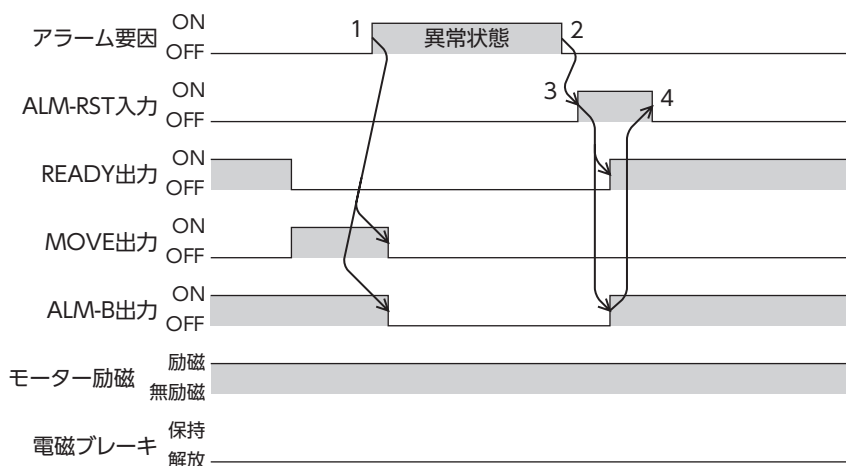 アラーム要因 ON OFF 1 異常状態 2
ALM-RST入力 ON OFF 3 4
READY出力 ON OFF
MOVE出力 ON OFF
ALM-B出力 ON OFF
モーター励磁 励磁 無励磁
電磁ブレーキ 保持 解放